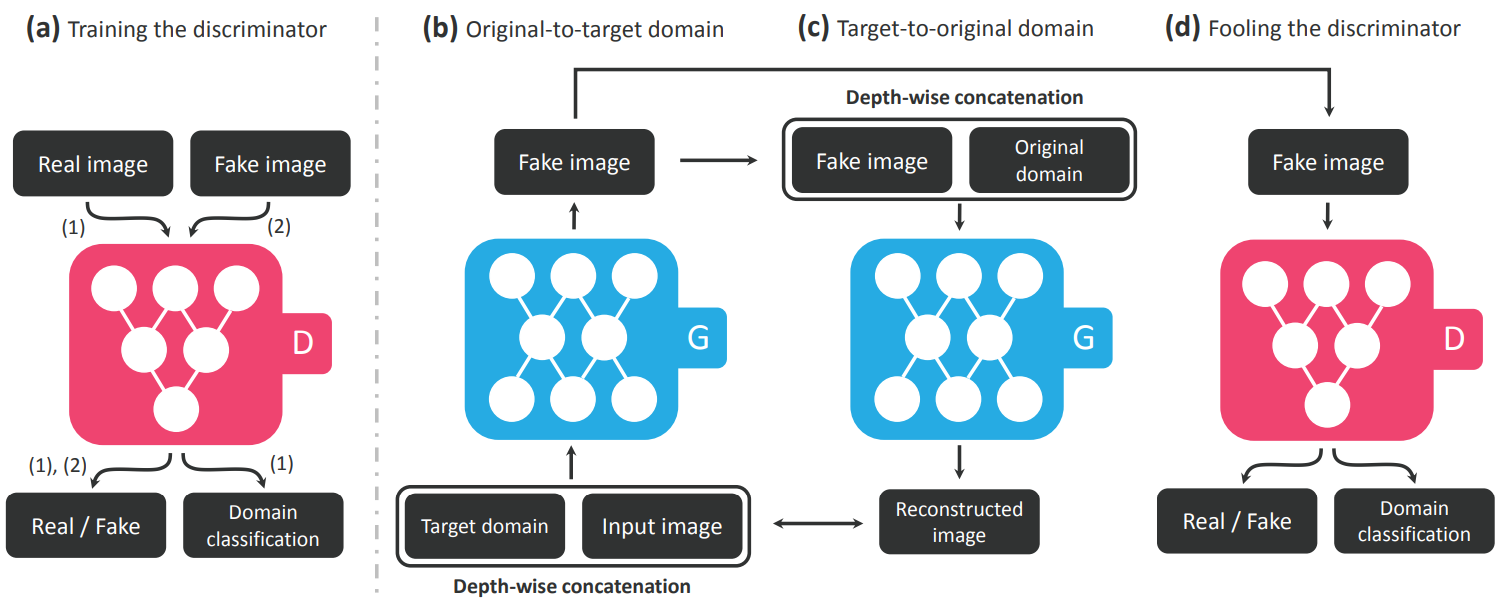 (a) Training the discriminator
Real image
Fake image
(1)
(2)
D
(1), (2)
(1)
Real / Fake
Domain
classification
(b) Original-to-target domain
Fake image
G
Target domain
Input image
Depth-wise concatenation
(c) Target-to-original domain
Depth-wise concatenation
Fake image
Original
domain
G
Reconstructed
image
(d) Fooling the discriminator
Fake image
D
Real / Fake
Domain
classification